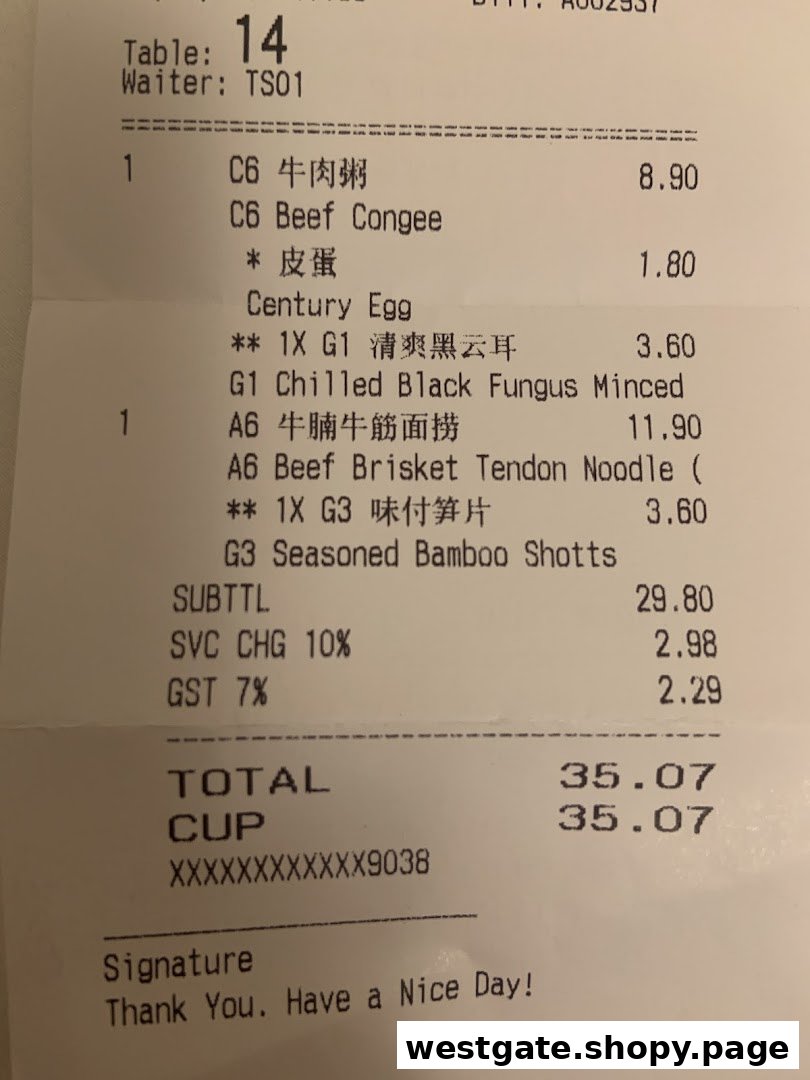 Table: 14
Waiter: TS01
1 C6 牛肉粥 8.90
C6 Beef Congee
* 皮蛋 1.80
Century Egg
** 1X G1 清爽黑云耳 3.60
G1 Chilled Black Fungus Minced
1 A6 牛腩牛筋面捞 11.90
A6 Beef Brisket Tendon Noodle (
** 1X G3 味付笋片 3.60
G3 Seasoned Bamboo Shotts
SUBTTL 29.80
SVC CHG 10% 2.98
GST 7% 2.29
TOTAL 35.07
CUP 35.07
XXXXXXXXXXXX9038
Signature
Thank You. Have a Nice Day!
westgate.shopy.page